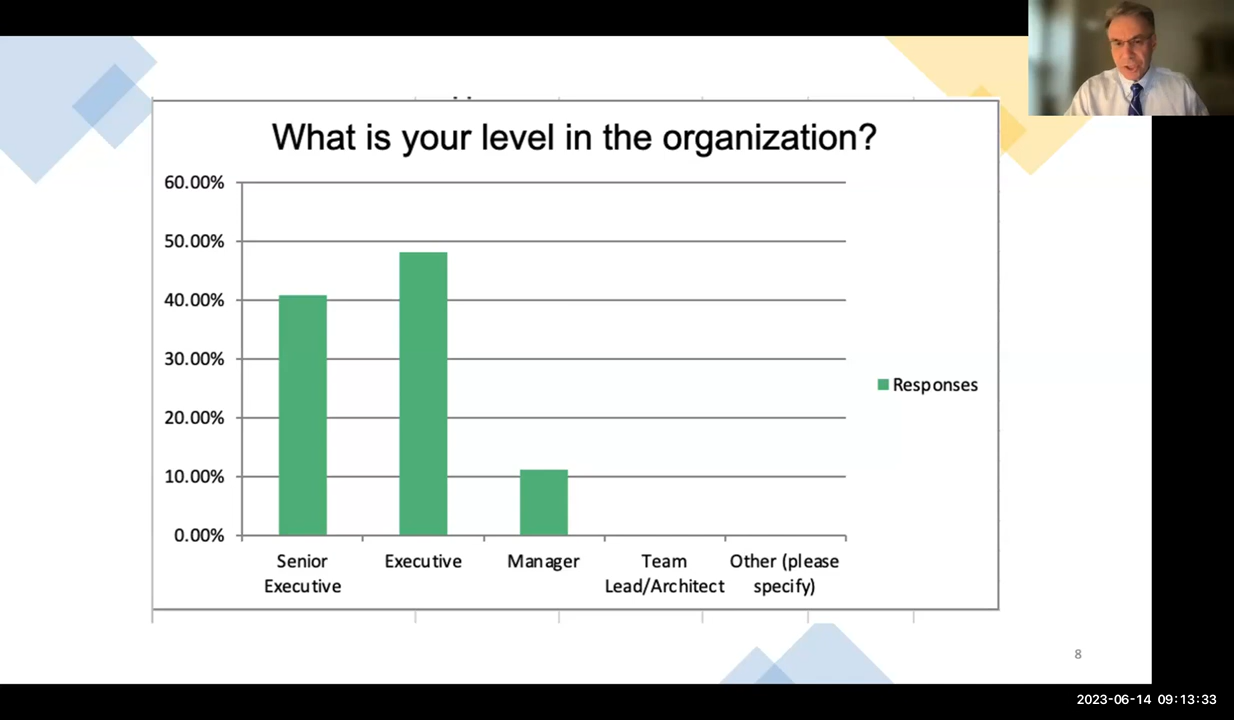 What is your level in the organization?
60.00%
50.00%
40.00%
30.00%
20.00%
10.00%
0.00%
Senior
Executive
Executive
Manager
Team
Lead/Architect
Other (please
specify)
Responses
8
2023-06-14 09:13:33